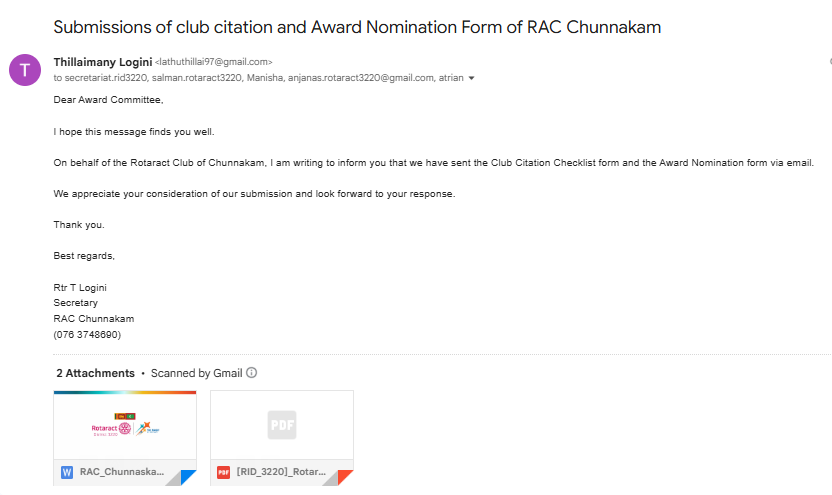 Submissions of club citation and Award Nomination Form of RAC Chunnakam
T
Thillaimany Logini <lathuthillai97@gmail.com>
to secretariat.rid3220, salman.rotaract3220, Manisha, anjanas.rotaract3220@gmail.com, atrian
Dear Award Committee,
I hope this message finds you well.
On behalf of the Rotaract Club of Chunnakam, I am writing to inform you that we have sent the Club Citation Checklist form and the Award Nomination form via email.
We appreciate your consideration of our submission and look forward to your response.
Thank you.
Best regards,
Rtr T Logini
Secretary
RAC Chunnakam
(076 3748690)
2 Attachments • Scanned by Gmail
Rotaract
PDF
W RAC_Chunnaska...
PDF [RID_3220]_Rotar...